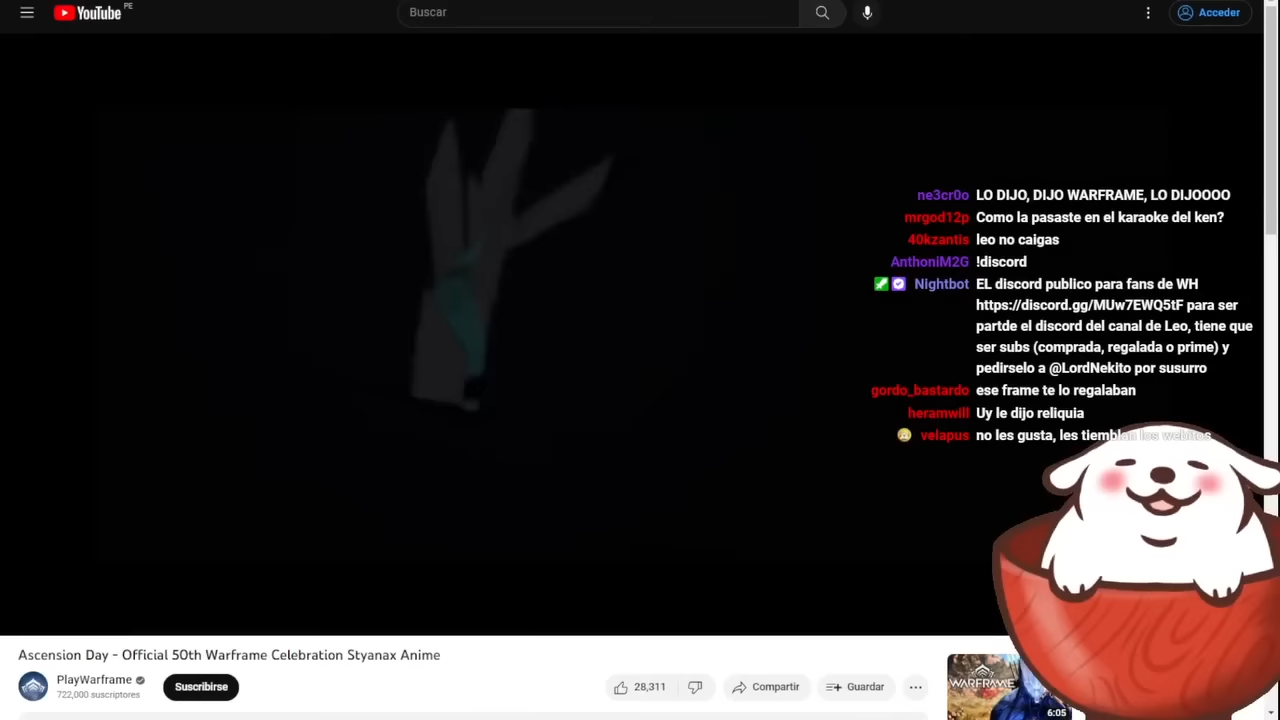 YouTube PE
Buscar
Acceder
ne3cr0o LO DIJO, DIJO WARFRAME, LO DIJOOOO
mrgod12p Como la pasaste en el karaoke del ken?
40kzantis leo no caigas
AnthoniM2G !discord
Nightbot EL discord publico para fans de WH
https://discord.gg/MUw7EWQ5tF para ser
partde el discord del canal de Leo, tiene que
ser subs (comprada, regalada o prime) y
pedirselo a @LordNekito por susurro
gordo_bastardo ese frame te lo regalaban
heramwill Uy le dijo reliquia
velapus no les gusta, les tiemblan los webitos
Ascension Day - Official 50th Warframe Celebration Styanax Anime
PlayWarframe
722,000 suscriptores
Suscribirse
28,311
Compartir
Guardar
WARFRAME
6:05